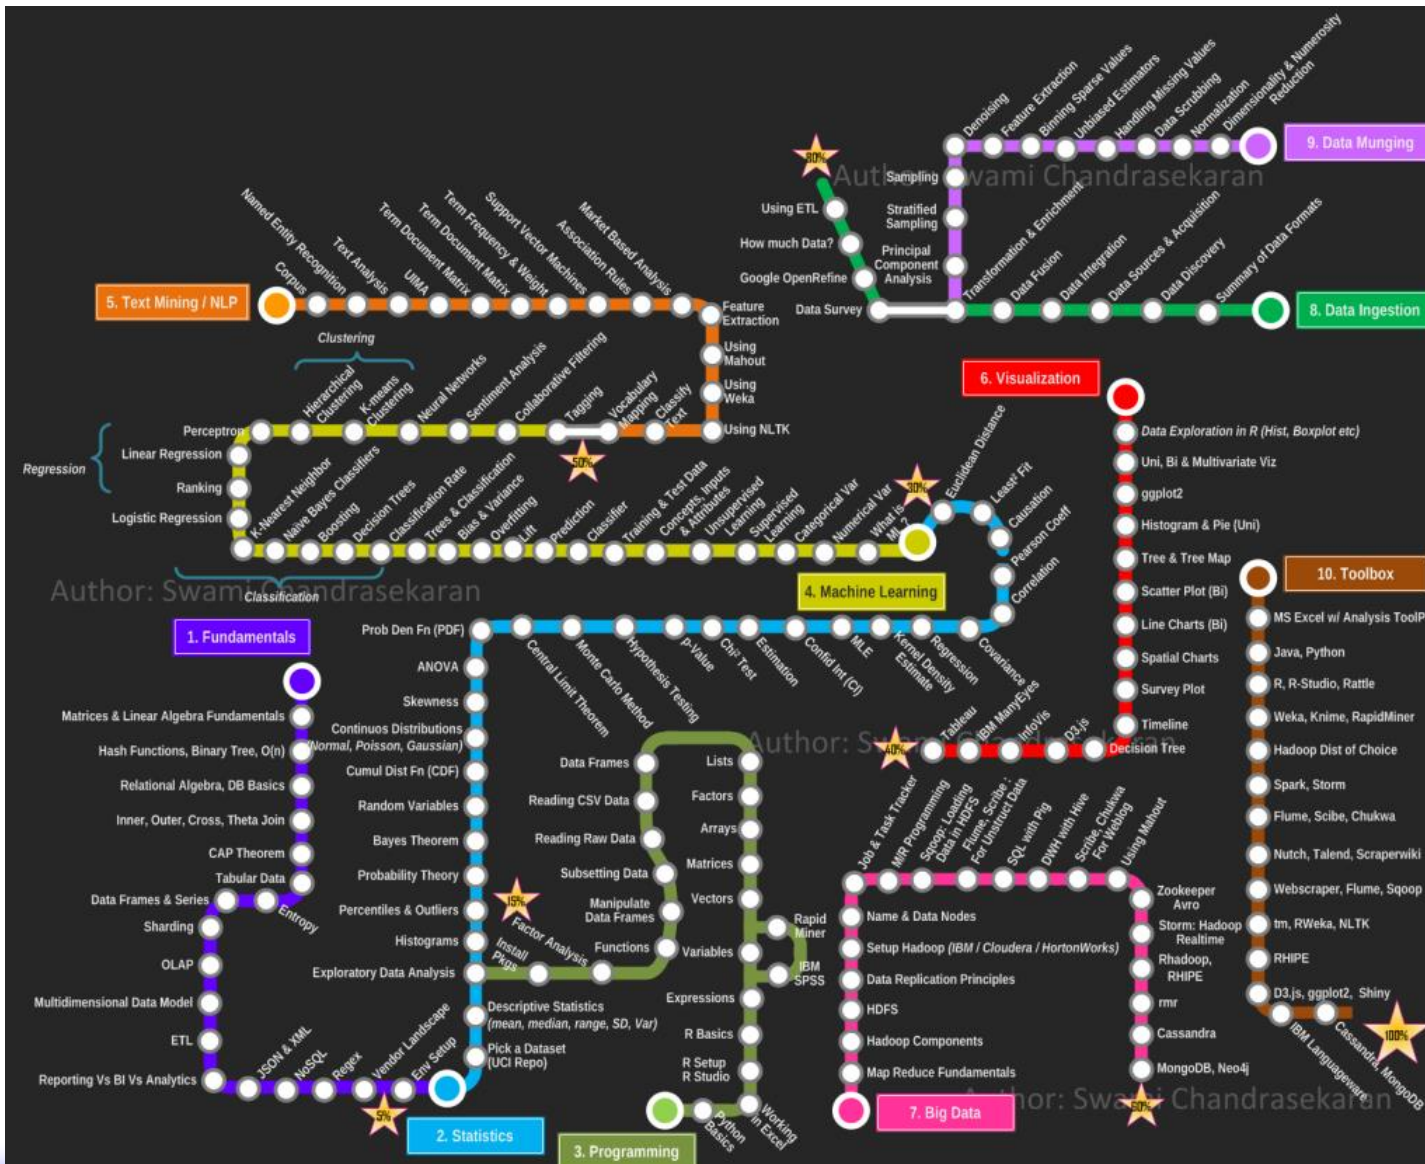 1. Fundamentals
Matrices & Linear Algebra Fundamentals
Hash Functions, Binary Tree, O(n)
Relational Algebra, DB Basics
Inner, Outer, Cross, Theta Join
CAP Theorem
Tabular Data
Entropy
Data Frames & Series
Sharding
OLAP
Multidimensional Data Model
ETL
Reporting Vs BI Vs Analytics
JSON & XML
NoSQL
Regex
Vendor Landscape
Env Setup
5%
2. Statistics
Pick a Dataset
(UCI Repo)
Descriptive Statistics
(mean, median, range, SD, Var)
Exploratory Data Analysis
Histograms
Percentiles & Outliers
Probability Theory
Bayes Theorem
Random Variables
Cumul Dist Fn (CDF)
Continuos Distributions
(Normal, Poisson, Gaussian)
Skewness
ANOVA
Prob Den Fn (PDF)
Central Limit Theorem
Monte Carlo Method
Hypothesis Testing
p-Value
Chi² Test
Estimation
Confid Int (CI)
MLE
Kernel Density
Estimate
Regression
Covariance
Correlation
Pearson Coeff
Causation
Least² Fit
Euclidean Distance
30%
3. Programming
Python
Basics
Working
in Excel
R Setup
R Studio
R Basics
Expressions
Variables
IBM
SPSS
Rapid
Miner
Vectors
Matrices
Arrays
Factors
Lists
Data Frames
Reading CSV Data
Reading Raw Data
Subsetting Data
Manipulate
Data Frames
Functions
Factor Analysis
Install
Pkgs
15%
4. Machine Learning
What is
ML?
Numerical Var
Categorical Var
Supervised
Learning
Unsupervised
Learning
Concepts, Inputs
& Attributes
Training & Test Data
Classifier
Prediction
Lift
Overfitting
Bias & Variance
Trees & Classification
Classification Rate
Decision Trees
Boosting
Naïve Bayes Classifiers
K-Nearest Neighbor
Classification
Logistic Regression
Ranking
Linear Regression
Perceptron
Regression
Hierarchical
Clustering
K-means
Clustering
Clustering
Neural Networks
Sentiment Analysis
Collaborative Filtering
Tagging
50%
5. Text Mining / NLP
Corpus
Named Entity Recognition
Text Analysis
UIMA
Term Document Matrix
Term Document Matrix
Term Frequency & Weight
Support Vector Machines
Association Rules
Market Based Analysis
Feature
Extraction
Using
Mahout
Using
Weka
Using NLTK
Classify
Text
Vocabulary
Mapping
6. Visualization
Data Exploration in R (Hist, Boxplot etc)
Uni, Bi & Multivariate Viz
ggplot2
Histogram & Pie (Uni)
Tree & Tree Map
Scatter Plot (Bi)
Line Charts (Bi)
Spatial Charts
Survey Plot
Timeline
Decision Tree
D3.js
InfoVis
IBM ManyEyes
Tableau
40%
7. Big Data
Map Reduce Fundamentals
Hadoop Components
HDFS
Data Replication Principles
Setup Hadoop (IBM / Cloudera / HortonWorks)
Name & Data Nodes
Job & Task Tracker
M/R Programming
Sqoop: Loading
Data in HDFS
Flume, Scribe :
For Unstruct Data
SQL with Pig
DWH with Hive
Scribe, Chukwa
For Weblog
Using Mahout
Zookeeper
Avro
Storm: Hadoop
Realtime
Rhadoop,
RHIPE
rmr
Cassandra
MongoDB, Neo4j
60%
8. Data Ingestion
Summary of Data Formats
Data Discovery
Data Sources & Acquisition
Data Integration
Data Fusion
Transformation & Enrichment
Data Survey
Google OpenRefine
How much Data?
Using ETL
80%
9. Data Munging
Dimensionality & Numerosity
Reduction
Normalization
Data Scrubbing
Handling Missing Values
Unbiased Estimators
Binning Sparse Values
Feature Extraction
Denoising
Sampling
Stratified
Sampling
Principal
Component
Analysis
10. Toolbox
MS Excel w/ Analysis ToolP
Java, Python
R, R-Studio, Rattle
Weka, Knime, RapidMiner
Hadoop Dist of Choice
Spark, Storm
Flume, Scibe, Chukwa
Nutch, Talend, Scraperwiki
Webscraper, Flume, Sqoop
tm, RWeka, NLTK
RHIPE
D3.js, ggplot2, Shiny
IBM Languageware
Cassandra, MongoDB
100%
Author: Swami Chandrasekaran
Author: Swami Chandrasekaran
Author: Swami Chandrasekaran
Author: Swami Chandrasekaran